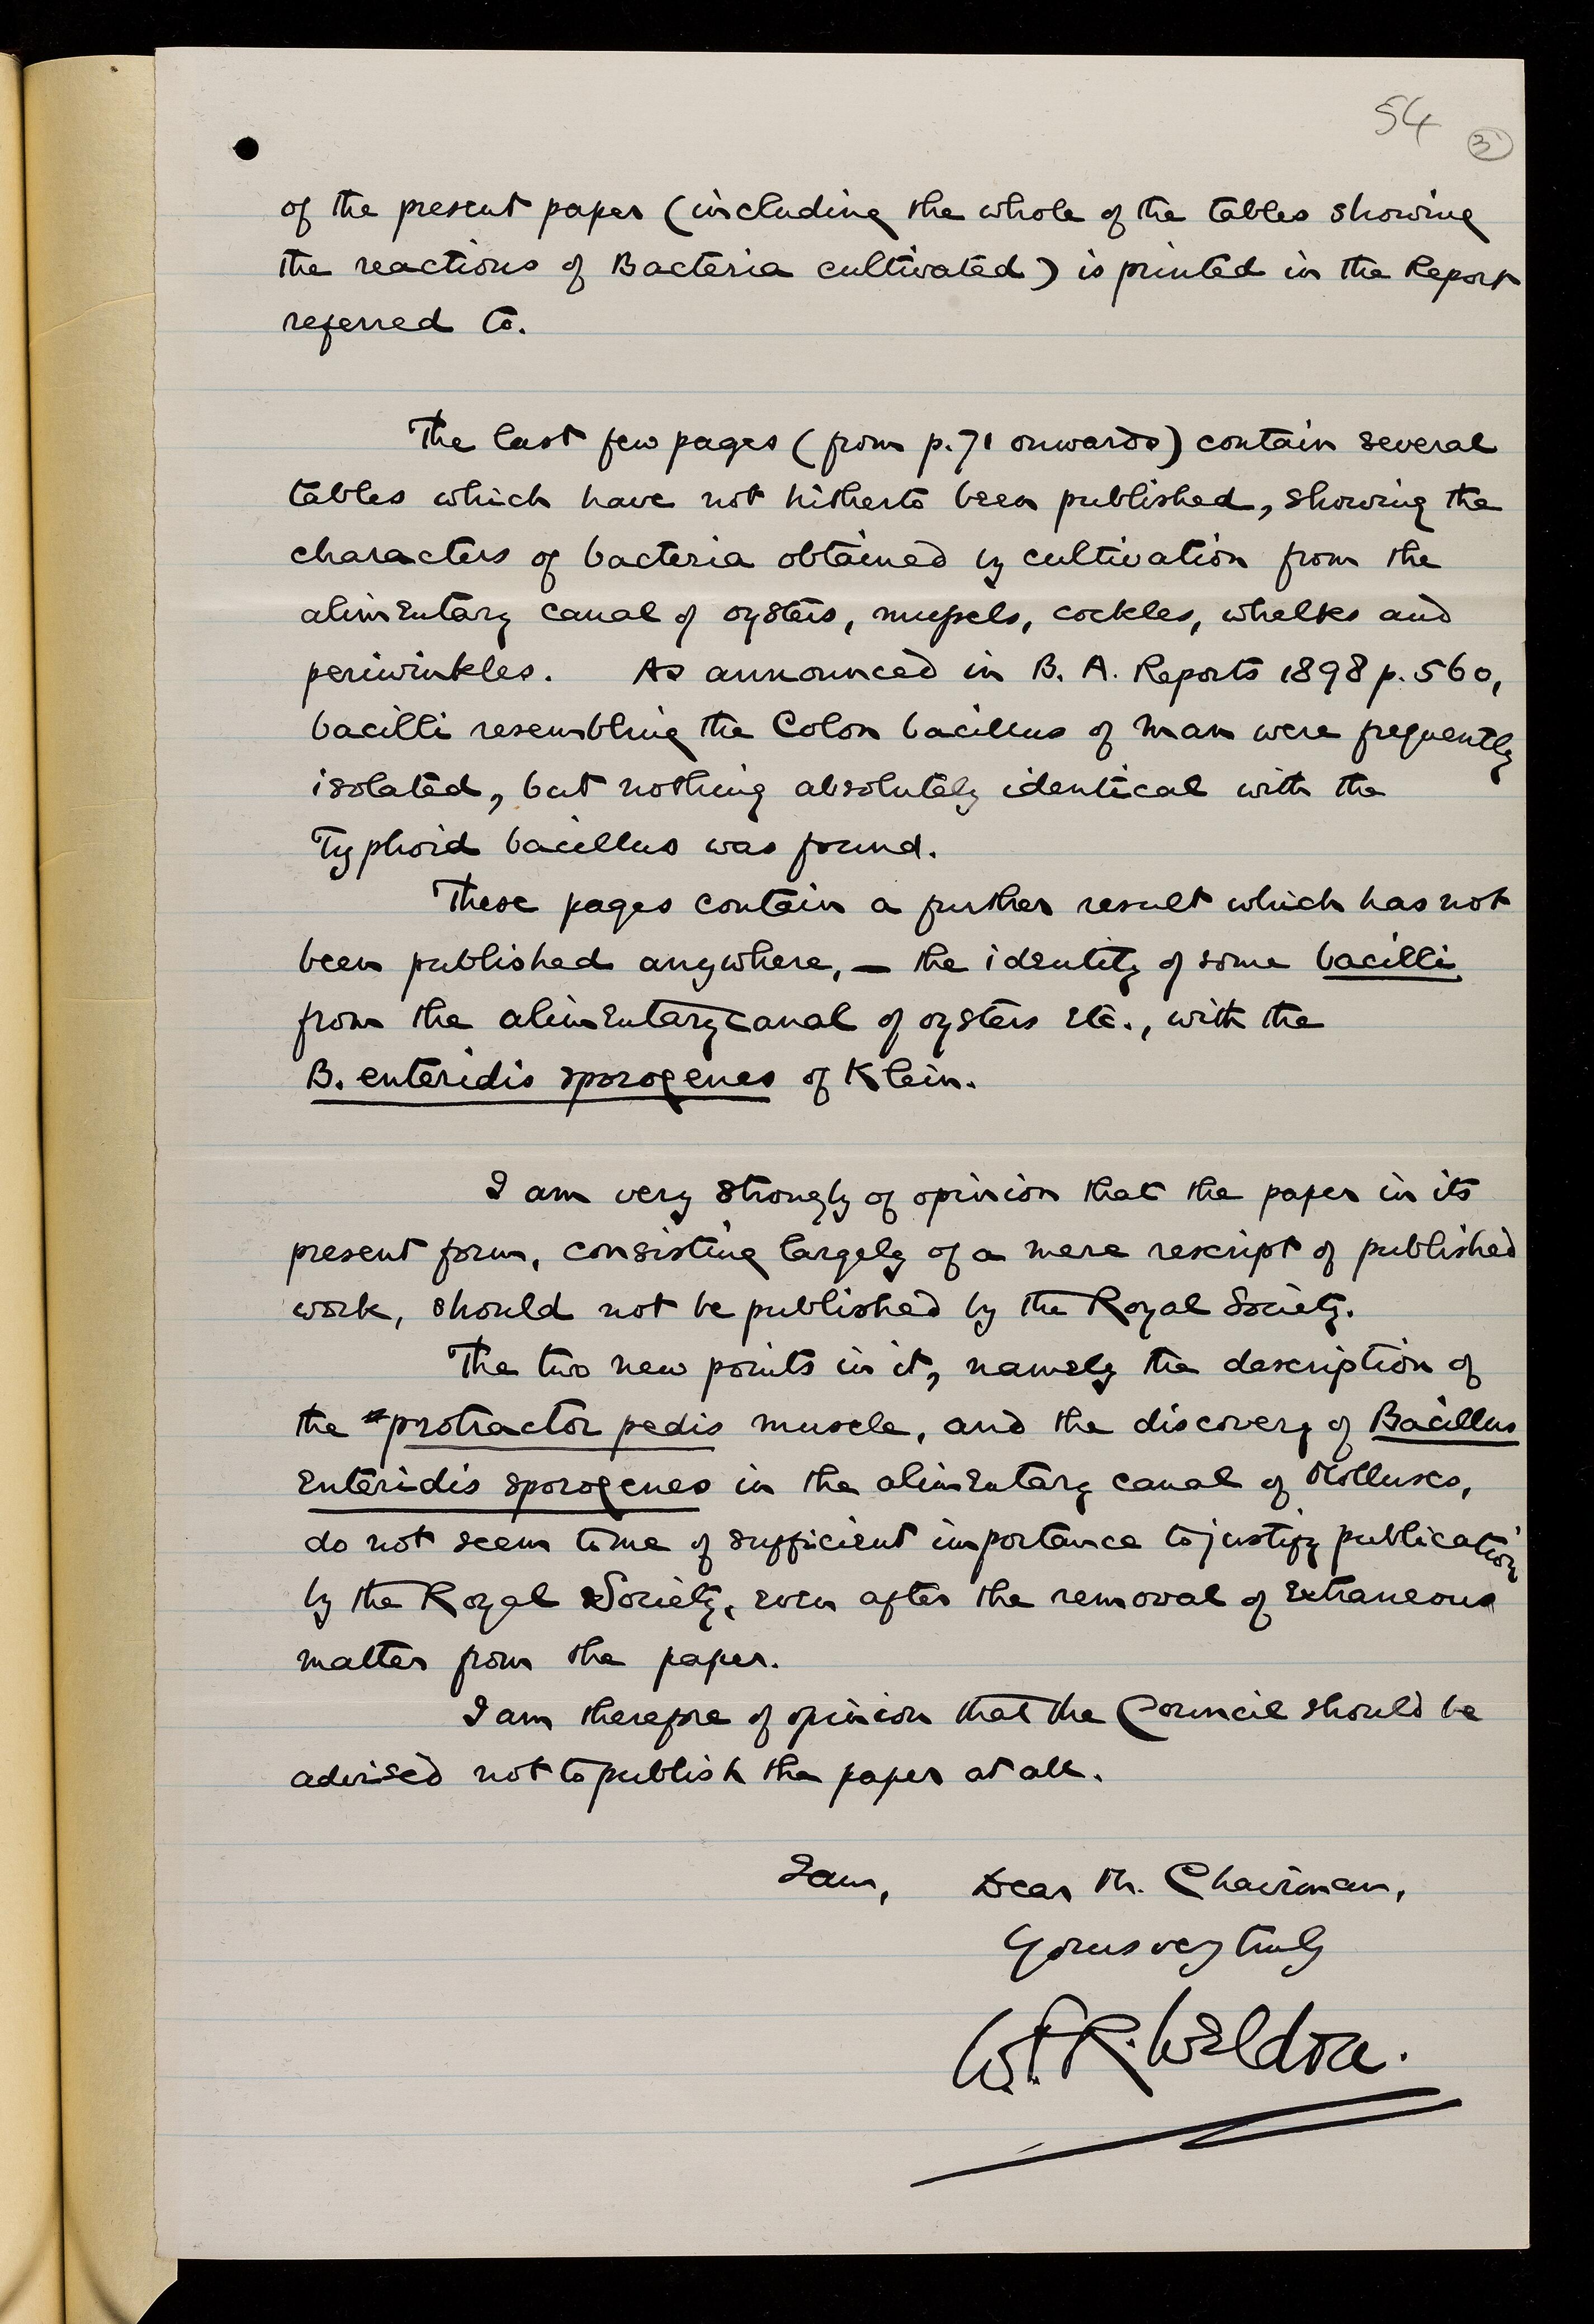 54
3
of the present paper (including the whole of the tables showing
the reactions of Bacteria cultivated) is printed in the Report
referred to.
The last few pages (from p. 71 onwards) contain several
tables which have not hitherto been published, showing the
characters of bacteria obtained by cultivation from the
alimentary canal of oysters, mussels, cockles, whelks and
periwinkles. As announced in B. A. Reports 1898 p. 560,
bacilli resembling the Colon bacillus of man were frequently
isolated, but nothing absolutely identical with the
Typhoid bacillus was found.
These pages contain a further result which has not
been published anywhere, — the identity of some bacilli
from the alimentary canal of oysters etc., with the
B. enteridis sporogenes of Klein.
I am very strongly of opinion that the paper in its
present form, consisting largely of a mere rescript of published
work, should not be published by the Royal Society.
The two new points in it, namely the description of
the protractor pedis muscle, and the discovery of Bacillus
enteridis sporogenes in the alimentary canal of Molluscs,
do not seem to me of sufficient importance to justify publication
by the Royal Society, even after the removal of extraneous
matter from the paper.
I am therefore of opinion that the Council should be
advised not to publish the paper at all.
I am, Dear Mr. Chairman,
Yours very truly
W.F.R. Weldon.